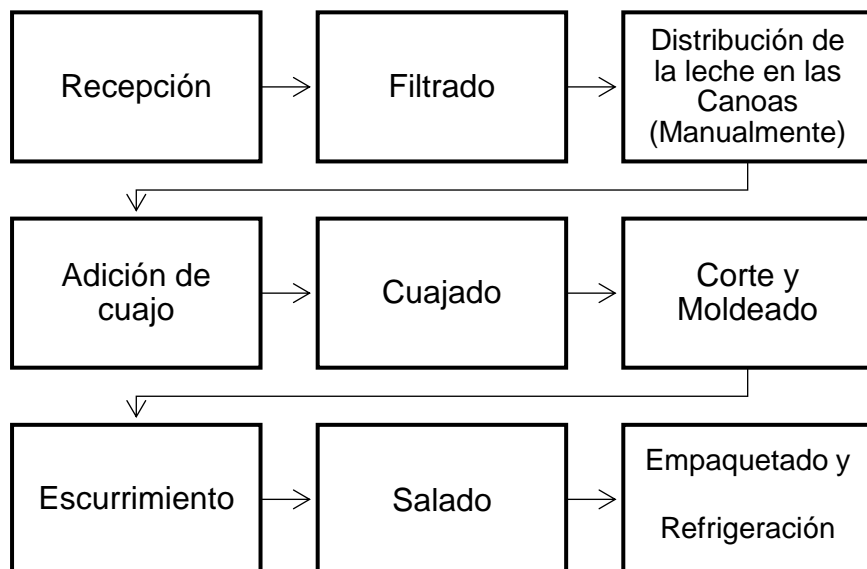 Recepción
Filtrado
Distribución de
la leche en las
Canoas
(Manualmente)
Adición de
cuajo
Cuajado
Corte y
Moldeado
Escurrimiento
Salado
Empaquetado y
Refrigeración